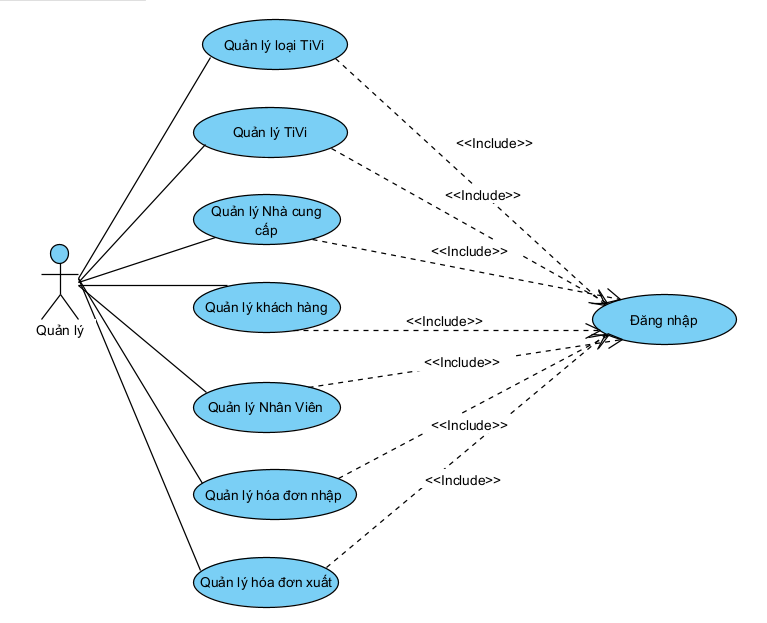 Quản lý loại TiVi
<<Include>>
Quản lý TiVi
<<Include>>
Quản lý Nhà cung
cấp
<<Include>>
Quản lý khách hàng
<<Include>>
Đăng nhập
Quản lý
<<Include>>
Quản lý Nhân Viên
<<Include>>
Quản lý hóa đơn nhập
<<Include>>
Quản lý hóa đơn xuất